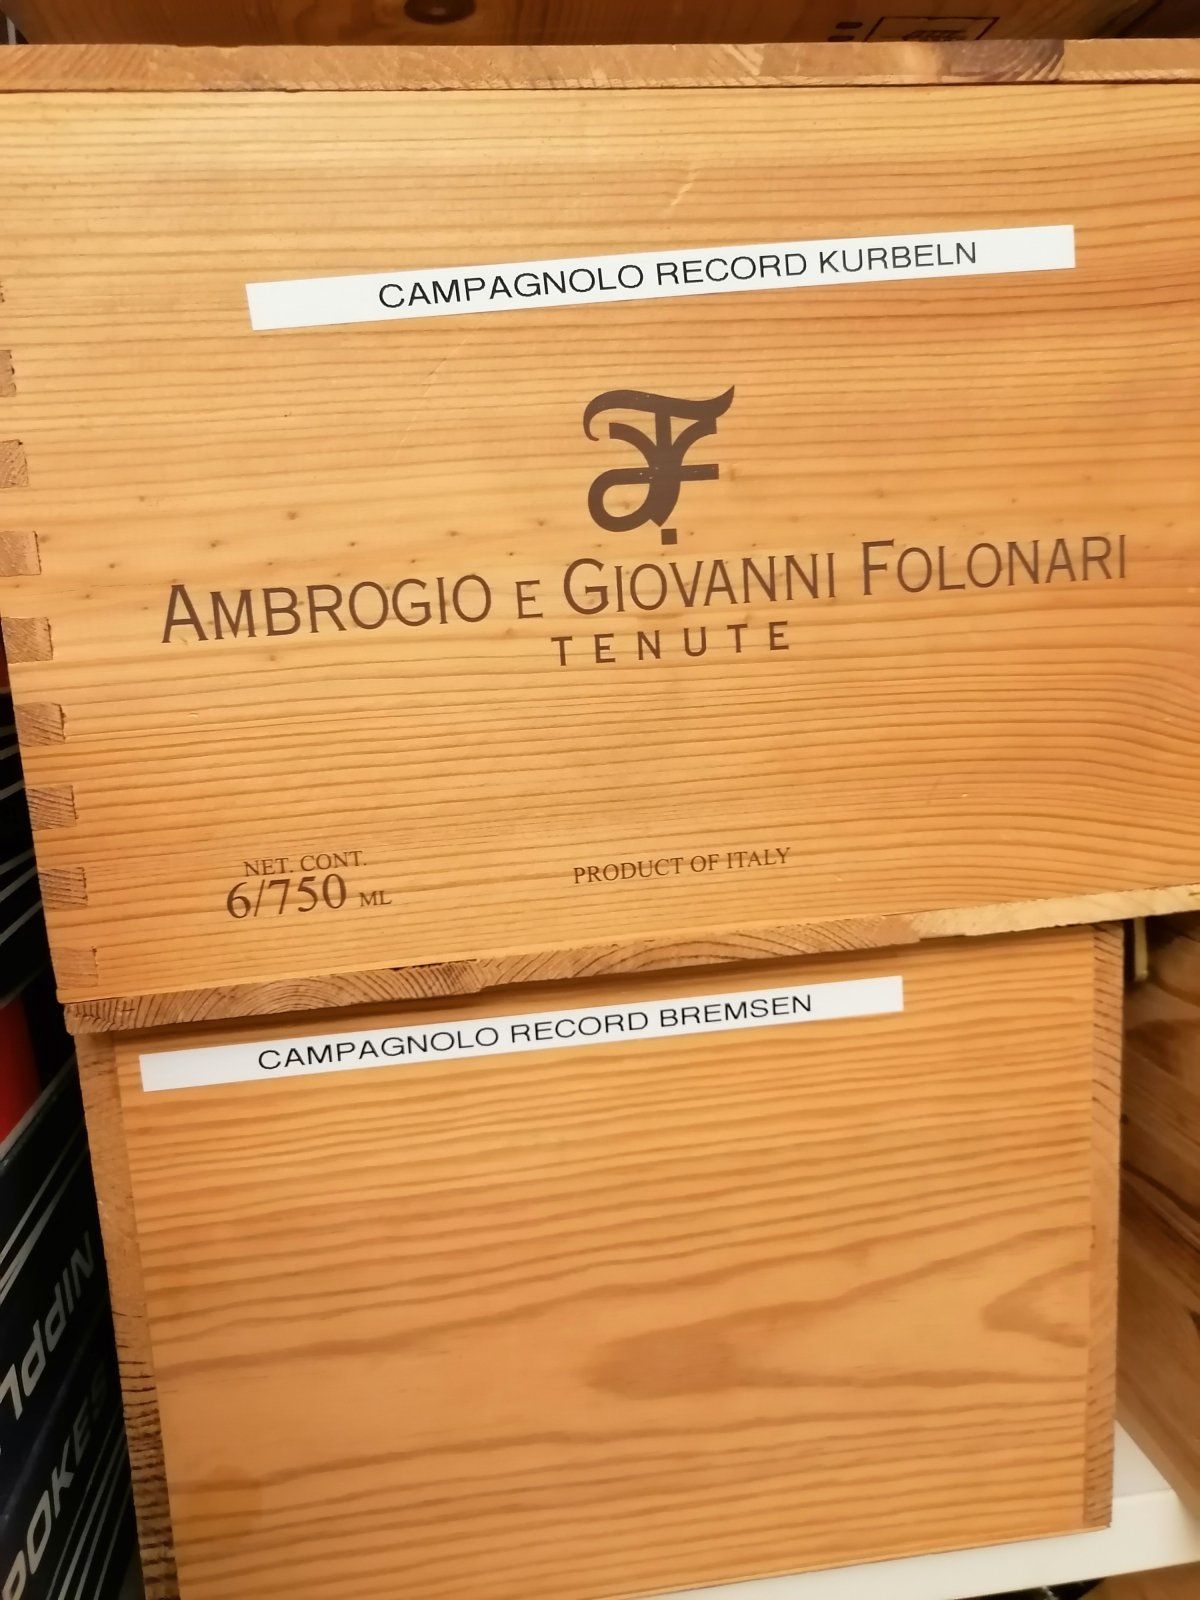 CAMPAGNOLO RECORD KURBELN
AMBROGIO E GIOVANNI FOLONARI
TENUTE
NET. CONT.
6/750 ML
PRODUCT OF ITALY
CAMPAGNOLO RECORD BREMSEN